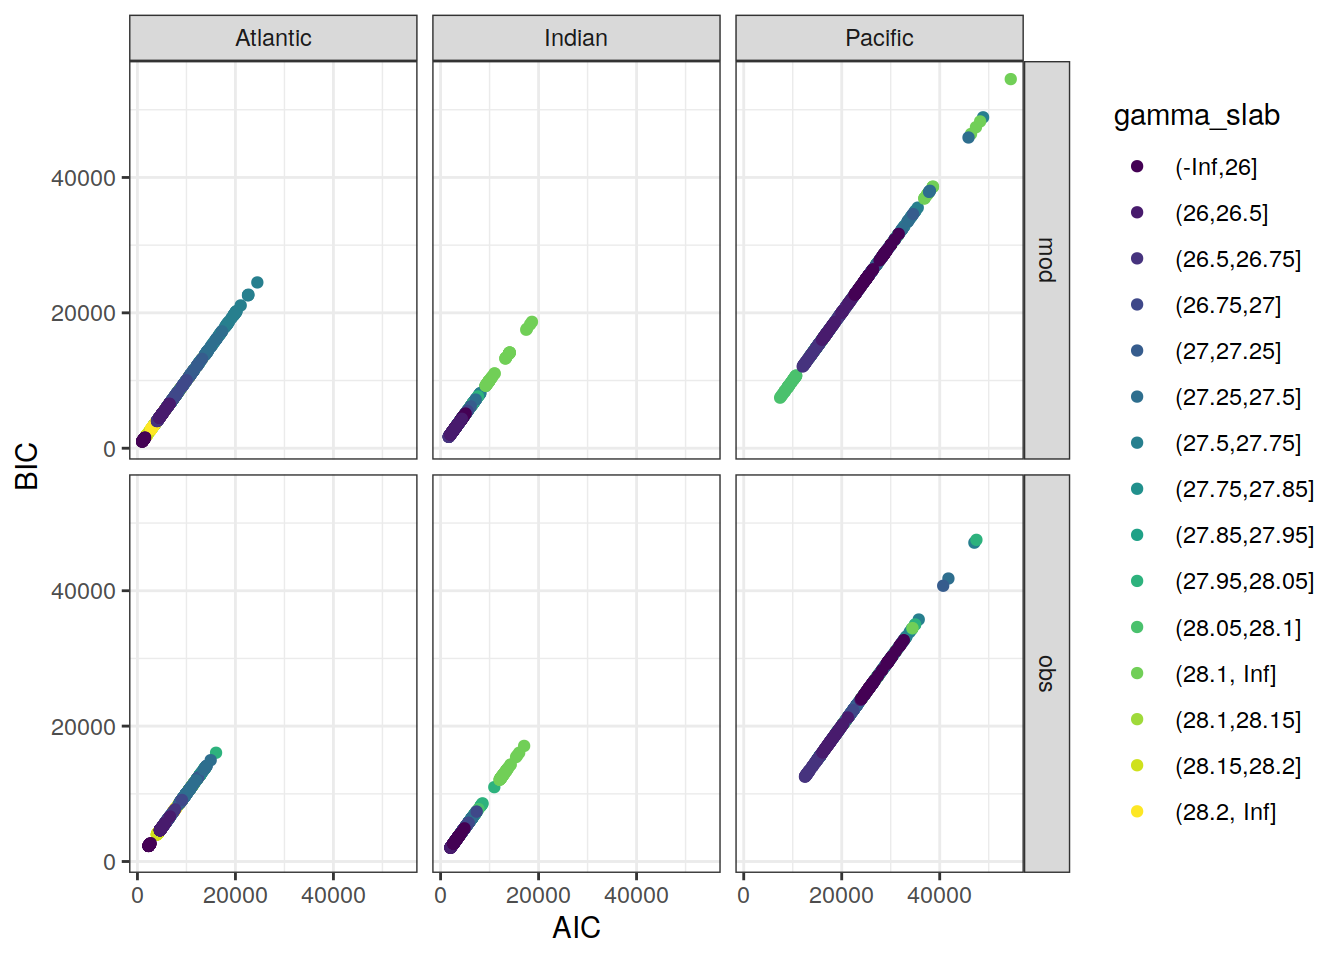 Atlantic
Indian
Pacific
mod
obs
BIC
40000
20000
0
40000
20000
0
0
20000
40000
0
20000
40000
0
20000
40000
AIC
gamma_slab
(-Inf,26]
(26,26.5]
(26.5,26.75]
(26.75,27]
(27,27.25]
(27.25,27.5]
(27.5,27.75]
(27.75,27.85]
(27.85,27.95]
(27.95,28.05]
(28.05,28.1]
(28.1, Inf]
(28.1,28.15]
(28.15,28.2]
(28.2, Inf]